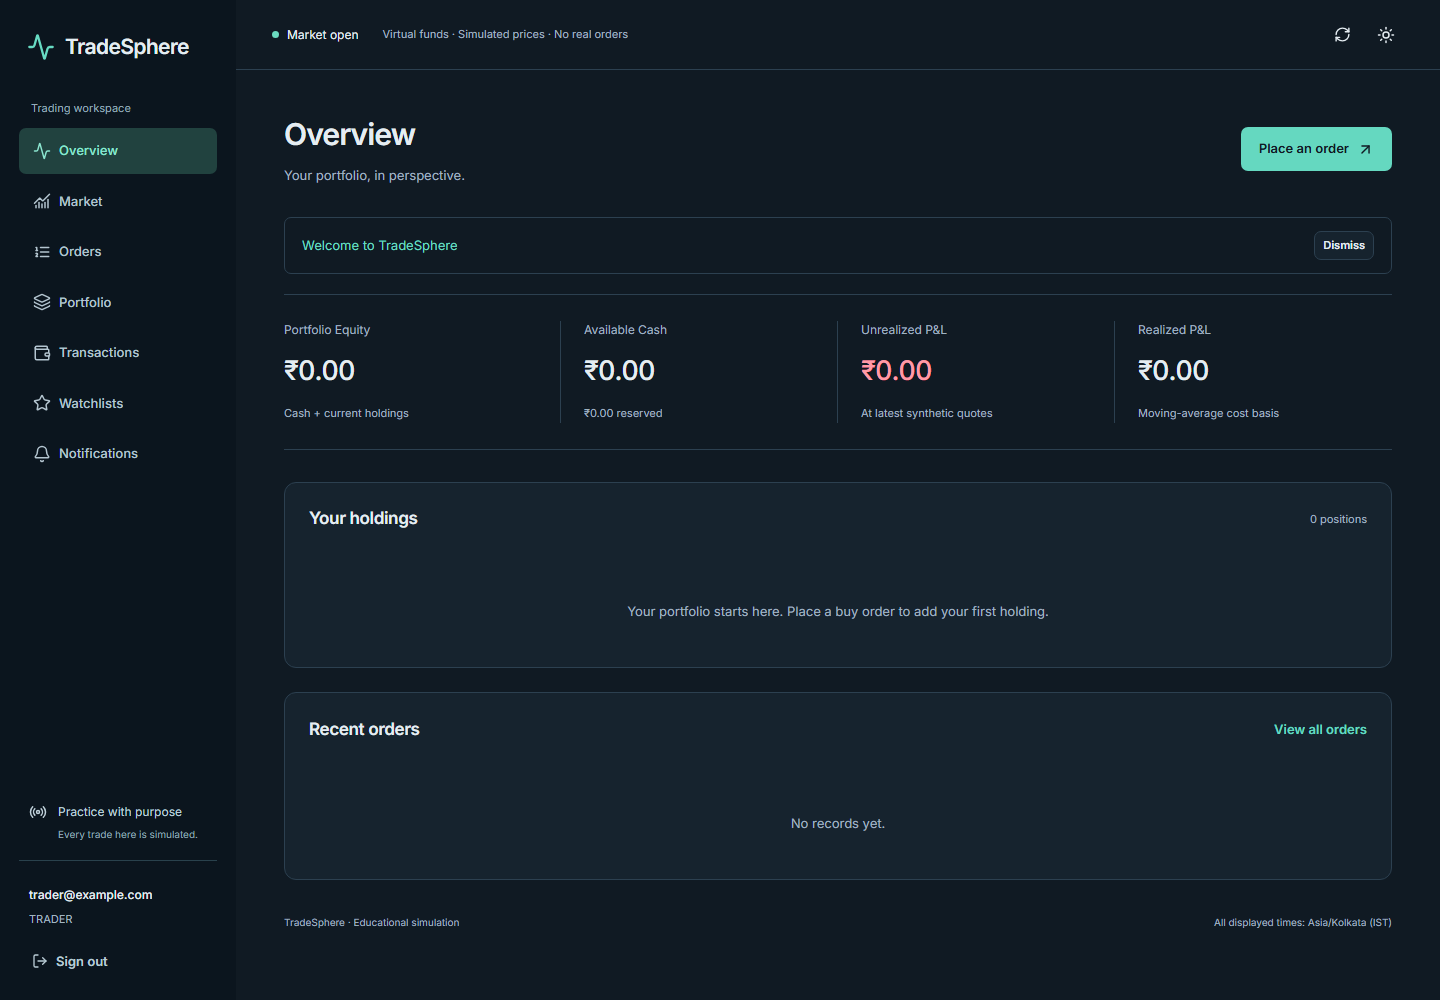 TradeSphere
Trading workspace
Overview
Market
Orders
Portfolio
Transactions
Watchlists
Notifications
Practice with purpose
Every trade here is simulated.
trader@example.com
TRADER
Sign out
Market open
Virtual funds · Simulated prices · No real orders
Overview
Your portfolio, in perspective.
Place an order
Welcome to TradeSphere
Dismiss
Portfolio Equity
₹0.00
Cash + current holdings
Available Cash
₹0.00
₹0.00 reserved
Unrealized P&L
₹0.00
At latest synthetic quotes
Realized P&L
₹0.00
Moving-average cost basis
Your holdings
0 positions
Your portfolio starts here. Place a buy order to add your first holding.
Recent orders
View all orders
No records yet.
TradeSphere · Educational simulation
All displayed times: Asia/Kolkata (IST)